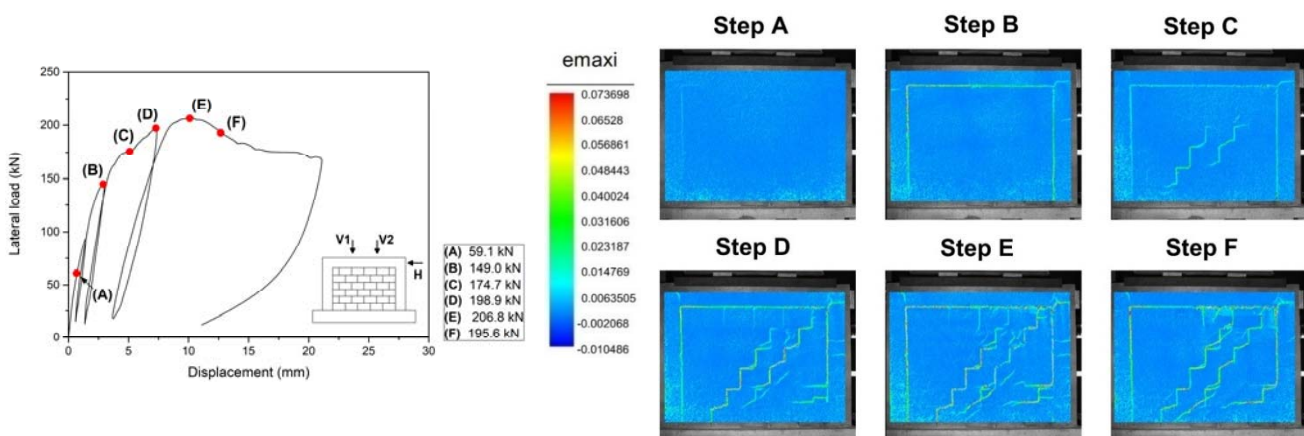 250
200
150
100
50
0
0 5 10 15 20 25 30
Lateral load (kN)
Displacement (mm)
(A)
(B)
(C)
(D)
(E)
(F)
V1 V2
H
(A) 59.1 kN
(B) 149.0 kN
(C) 174.7 kN
(D) 198.9 kN
(E) 206.8 kN
(F) 195.6 kN
emaxi
0.073698
0.06528
0.056861
0.048443
0.040024
0.031606
0.023187
0.014769
0.0063505
-0.002068
-0.010486
Step A Step B Step C
Step D Step E Step F